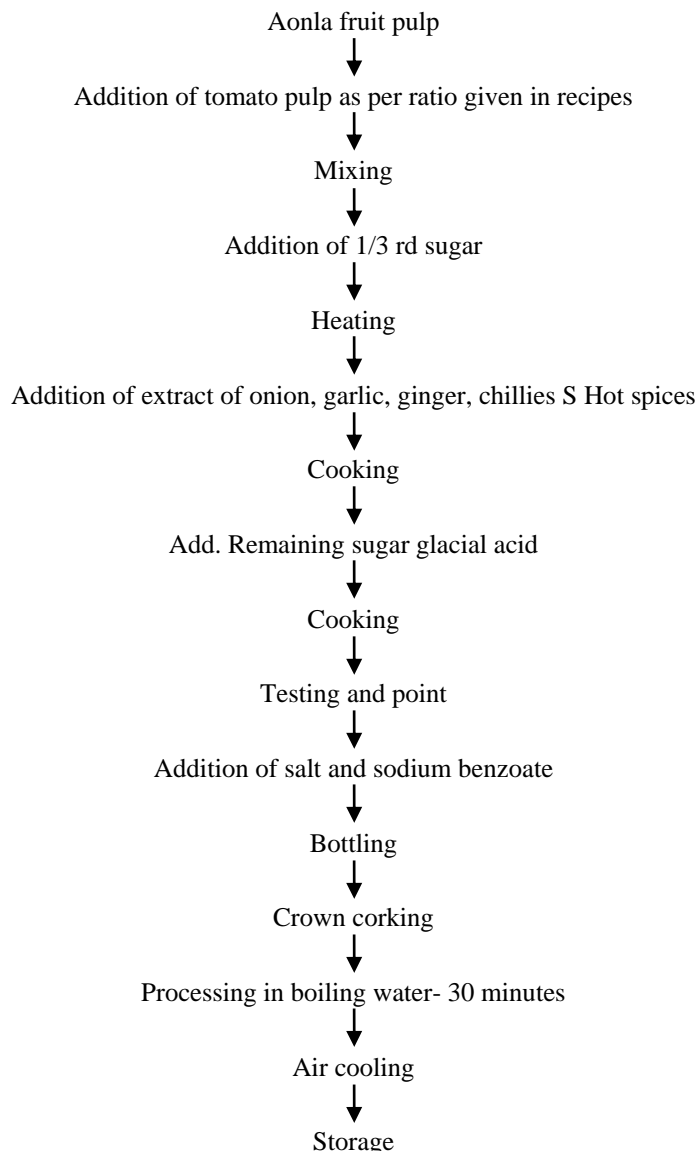 Aonla fruit pulp
Addition of tomato pulp as per ratio given in recipes
Mixing
Addition of 1/3 rd sugar
Heating
Addition of extract of onion, garlic, ginger, chillies S Hot spices
Cooking
Add. Remaining sugar glacial acid
Cooking
Testing and point
Addition of salt and sodium benzoate
Bottling
Crown corking
Processing in boiling water- 30 minutes
Air cooling
Storage